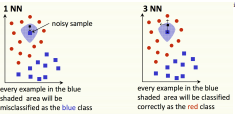 1 NN
noisy sample
every example in the blue
shaded area will be
misclassified as the blue class
3 NN
every example in the blue
shaded area will be classified
correctly as the red class